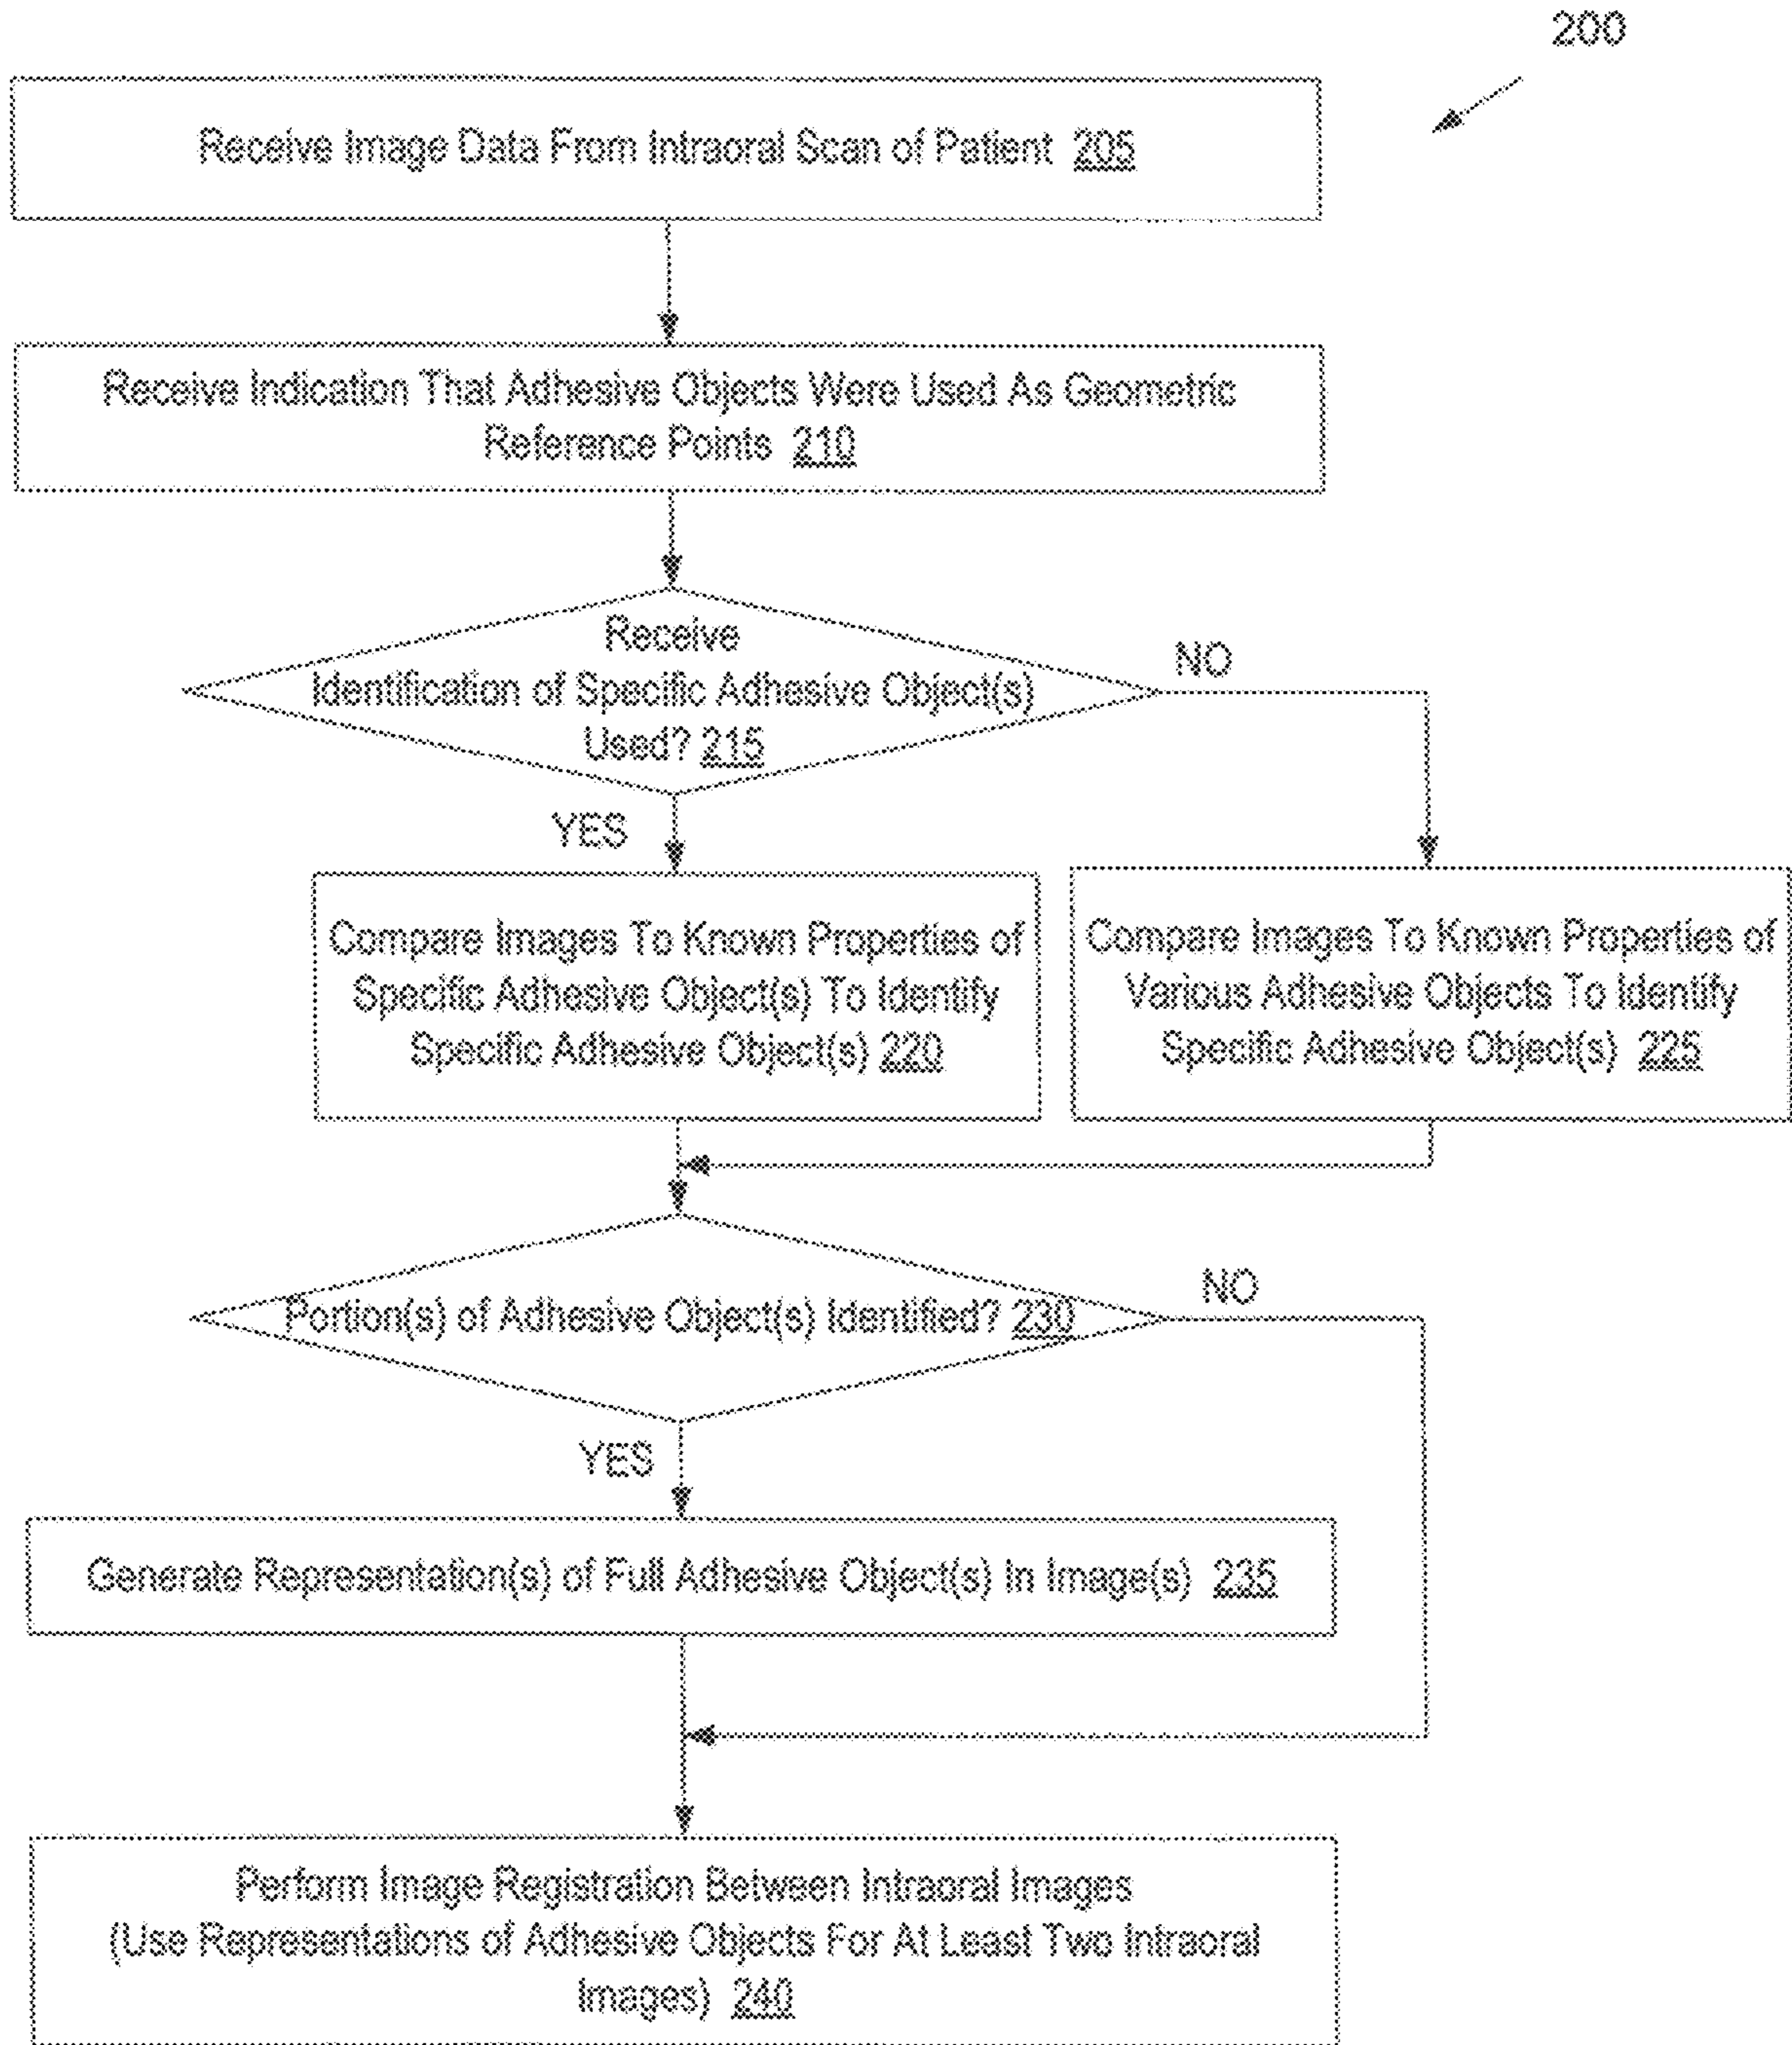 200
Receive Image Data From Intraoral Scan of Patient 205
Receive Indication That Adhesive Objects Were Used As Geometric
Reference Points 210
Receive
Identification of Specific Adhesive Object(s)
Used? 215
NO
YES
Compare Images To Known Properties of
Specific Adhesive Object(s) To Identify
Specific Adhesive Object(s) 220
Compare Images To Known Properties of
Various Adhesive Objects To Identify
Specific Adhesive Object(s) 225
Portion(s) of Adhesive Object(s) Identified? 230
NO
YES
Generate Representation(s) of Full Adhesive Object(s) In Image(s) 235
Perform Image Registration Between Intraoral Images
(Use Representations of Adhesive Objects For At Least Two Intraoral
Images) 240